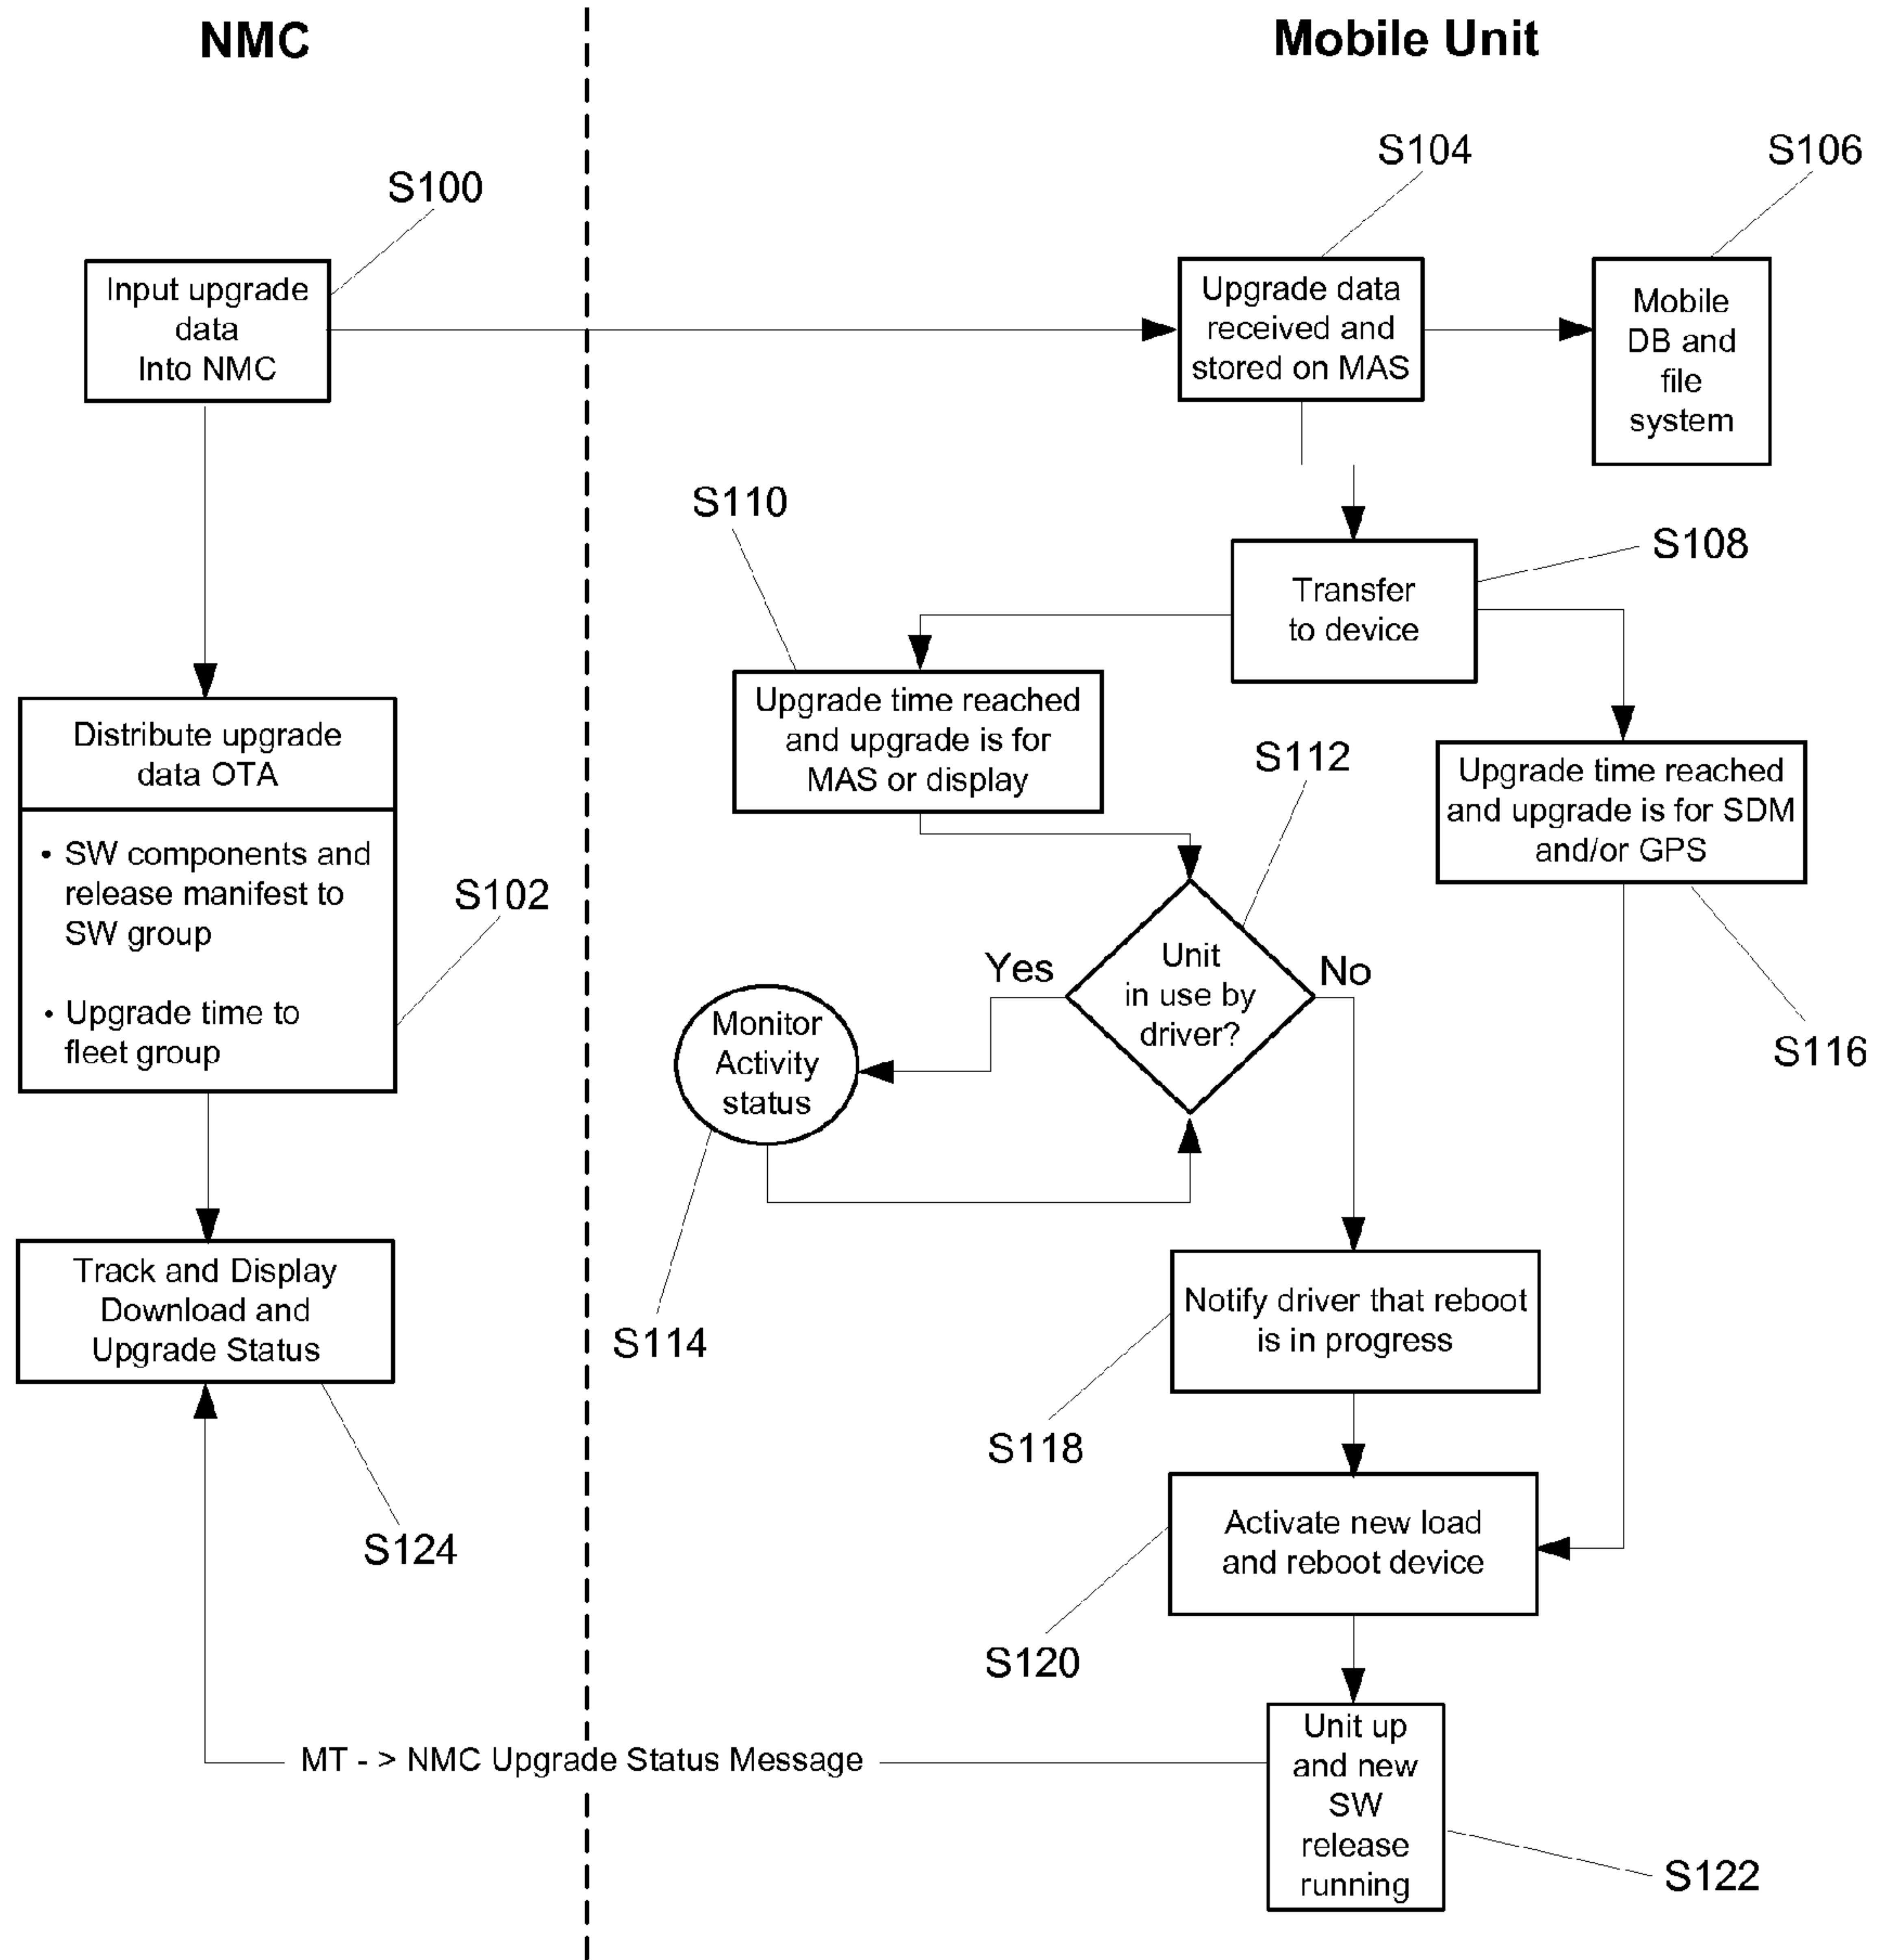 NMC
Mobile Unit
S104
S106
S100
Input upgrade
data
Into NMC
Upgrade data
received and
stored on MAS
Mobile
DB and
file
system
S110
S108
Transfer
to device
Upgrade time reached
and upgrade is for
MAS or display
S112
Upgrade time reached
and upgrade is for SDM
and/or GPS
Distribute upgrade
data OTA
• SW components and
release manifest to
SW group
• Upgrade time to
fleet group
S102
Yes
Unit
in use by
driver?
No
Monitor
Activity
status
S116
Track and Display
Download and
Upgrade Status
S114
Notify driver that reboot
is in progress
S118
S124
Activate new load
and reboot device
S120
MT - > NMC Upgrade Status Message
Unit up
and new
SW
release
running
S122